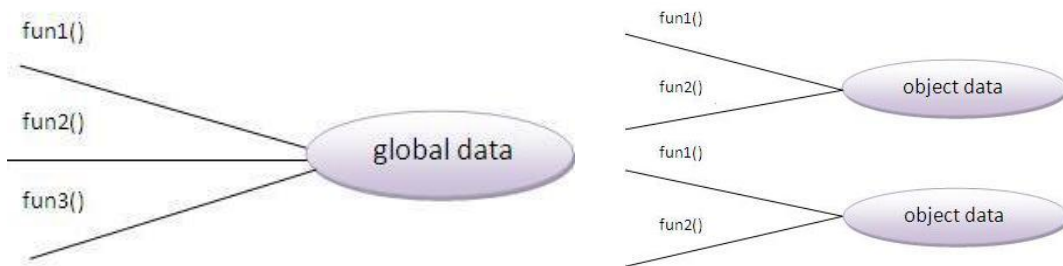 fun1()
fun2()
global data
fun3()
fun1()
fun2()
object data
fun1()
fun2()
object data